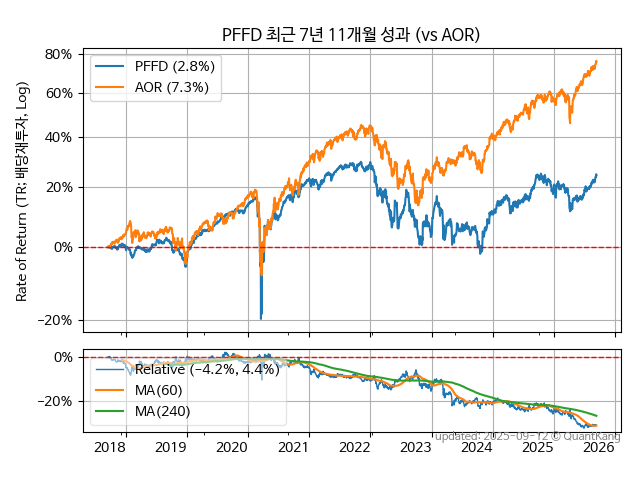 PFFD 최근 7년 11개월 성과 (vs AOR)
Rate of Return (TR: 배당재투자, Log)
80%
60%
40%
20%
0%
−20%
PFFD (2.8%)
AOR (7.3%)
0%
−20%
Relative (−4.2%, 4.4%)
MA(60)
MA(240)
updated: 2025-09-12 © QuantKang
2018 2019 2020 2021 2022 2023 2024 2025 2026